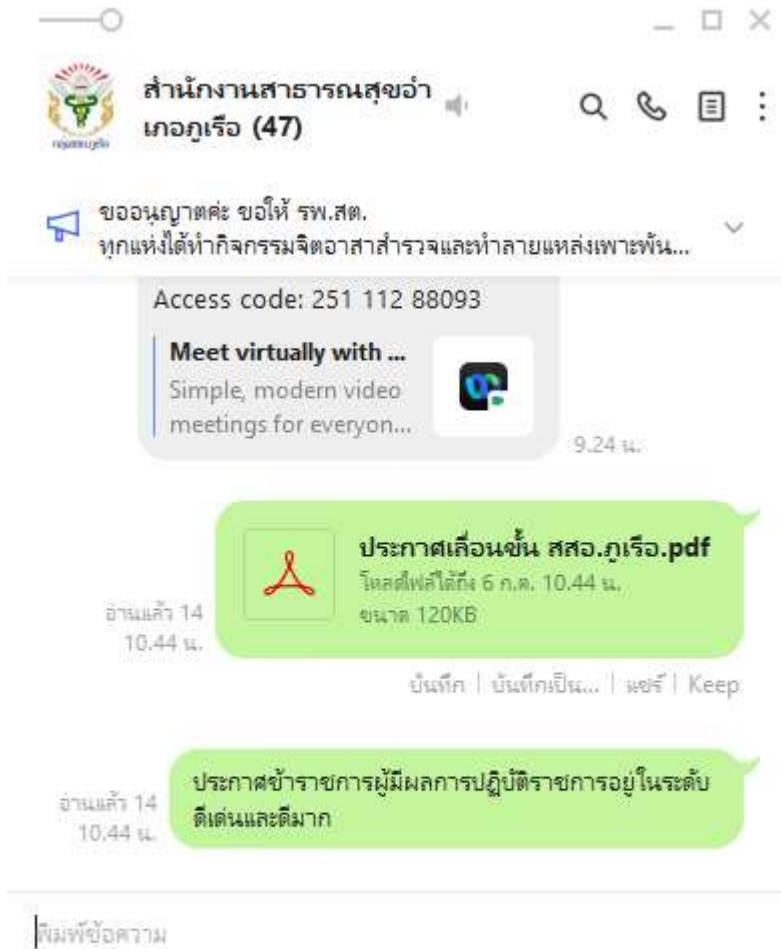 สำนักงานสาธารณสุขอำ
เภอภูเรือ (47)
ขออนุญาตค่ะ ขอให้ รพ.สต.
ทุกแห่งได้ทำกิจกรรมจิตอาสาสำรวจและทำลายแหล่งเพาะพัน...
Access code: 251 112 88093
Meet virtually with ...
Simple, modern video
meetings for everyon...
9.24 น.
ประกาศเลื่อนขั้น สสอ.ภูเรือ.pdf
โหลดไฟล์ได้ถึง 6 ก.ค. 10.44 น.
ขนาด 120KB
อ่านแล้ว 14
10.44 น.
บันทึก | บันทึกเป็น... | แชร์ | Keep
ประกาศข้าราชการผู้มีผลการปฏิบัติราชการอยู่ในระดับ
ดีเด่นและดีมาก
อ่านแล้ว 14
10.44 น.
พิมพ์ข้อความ